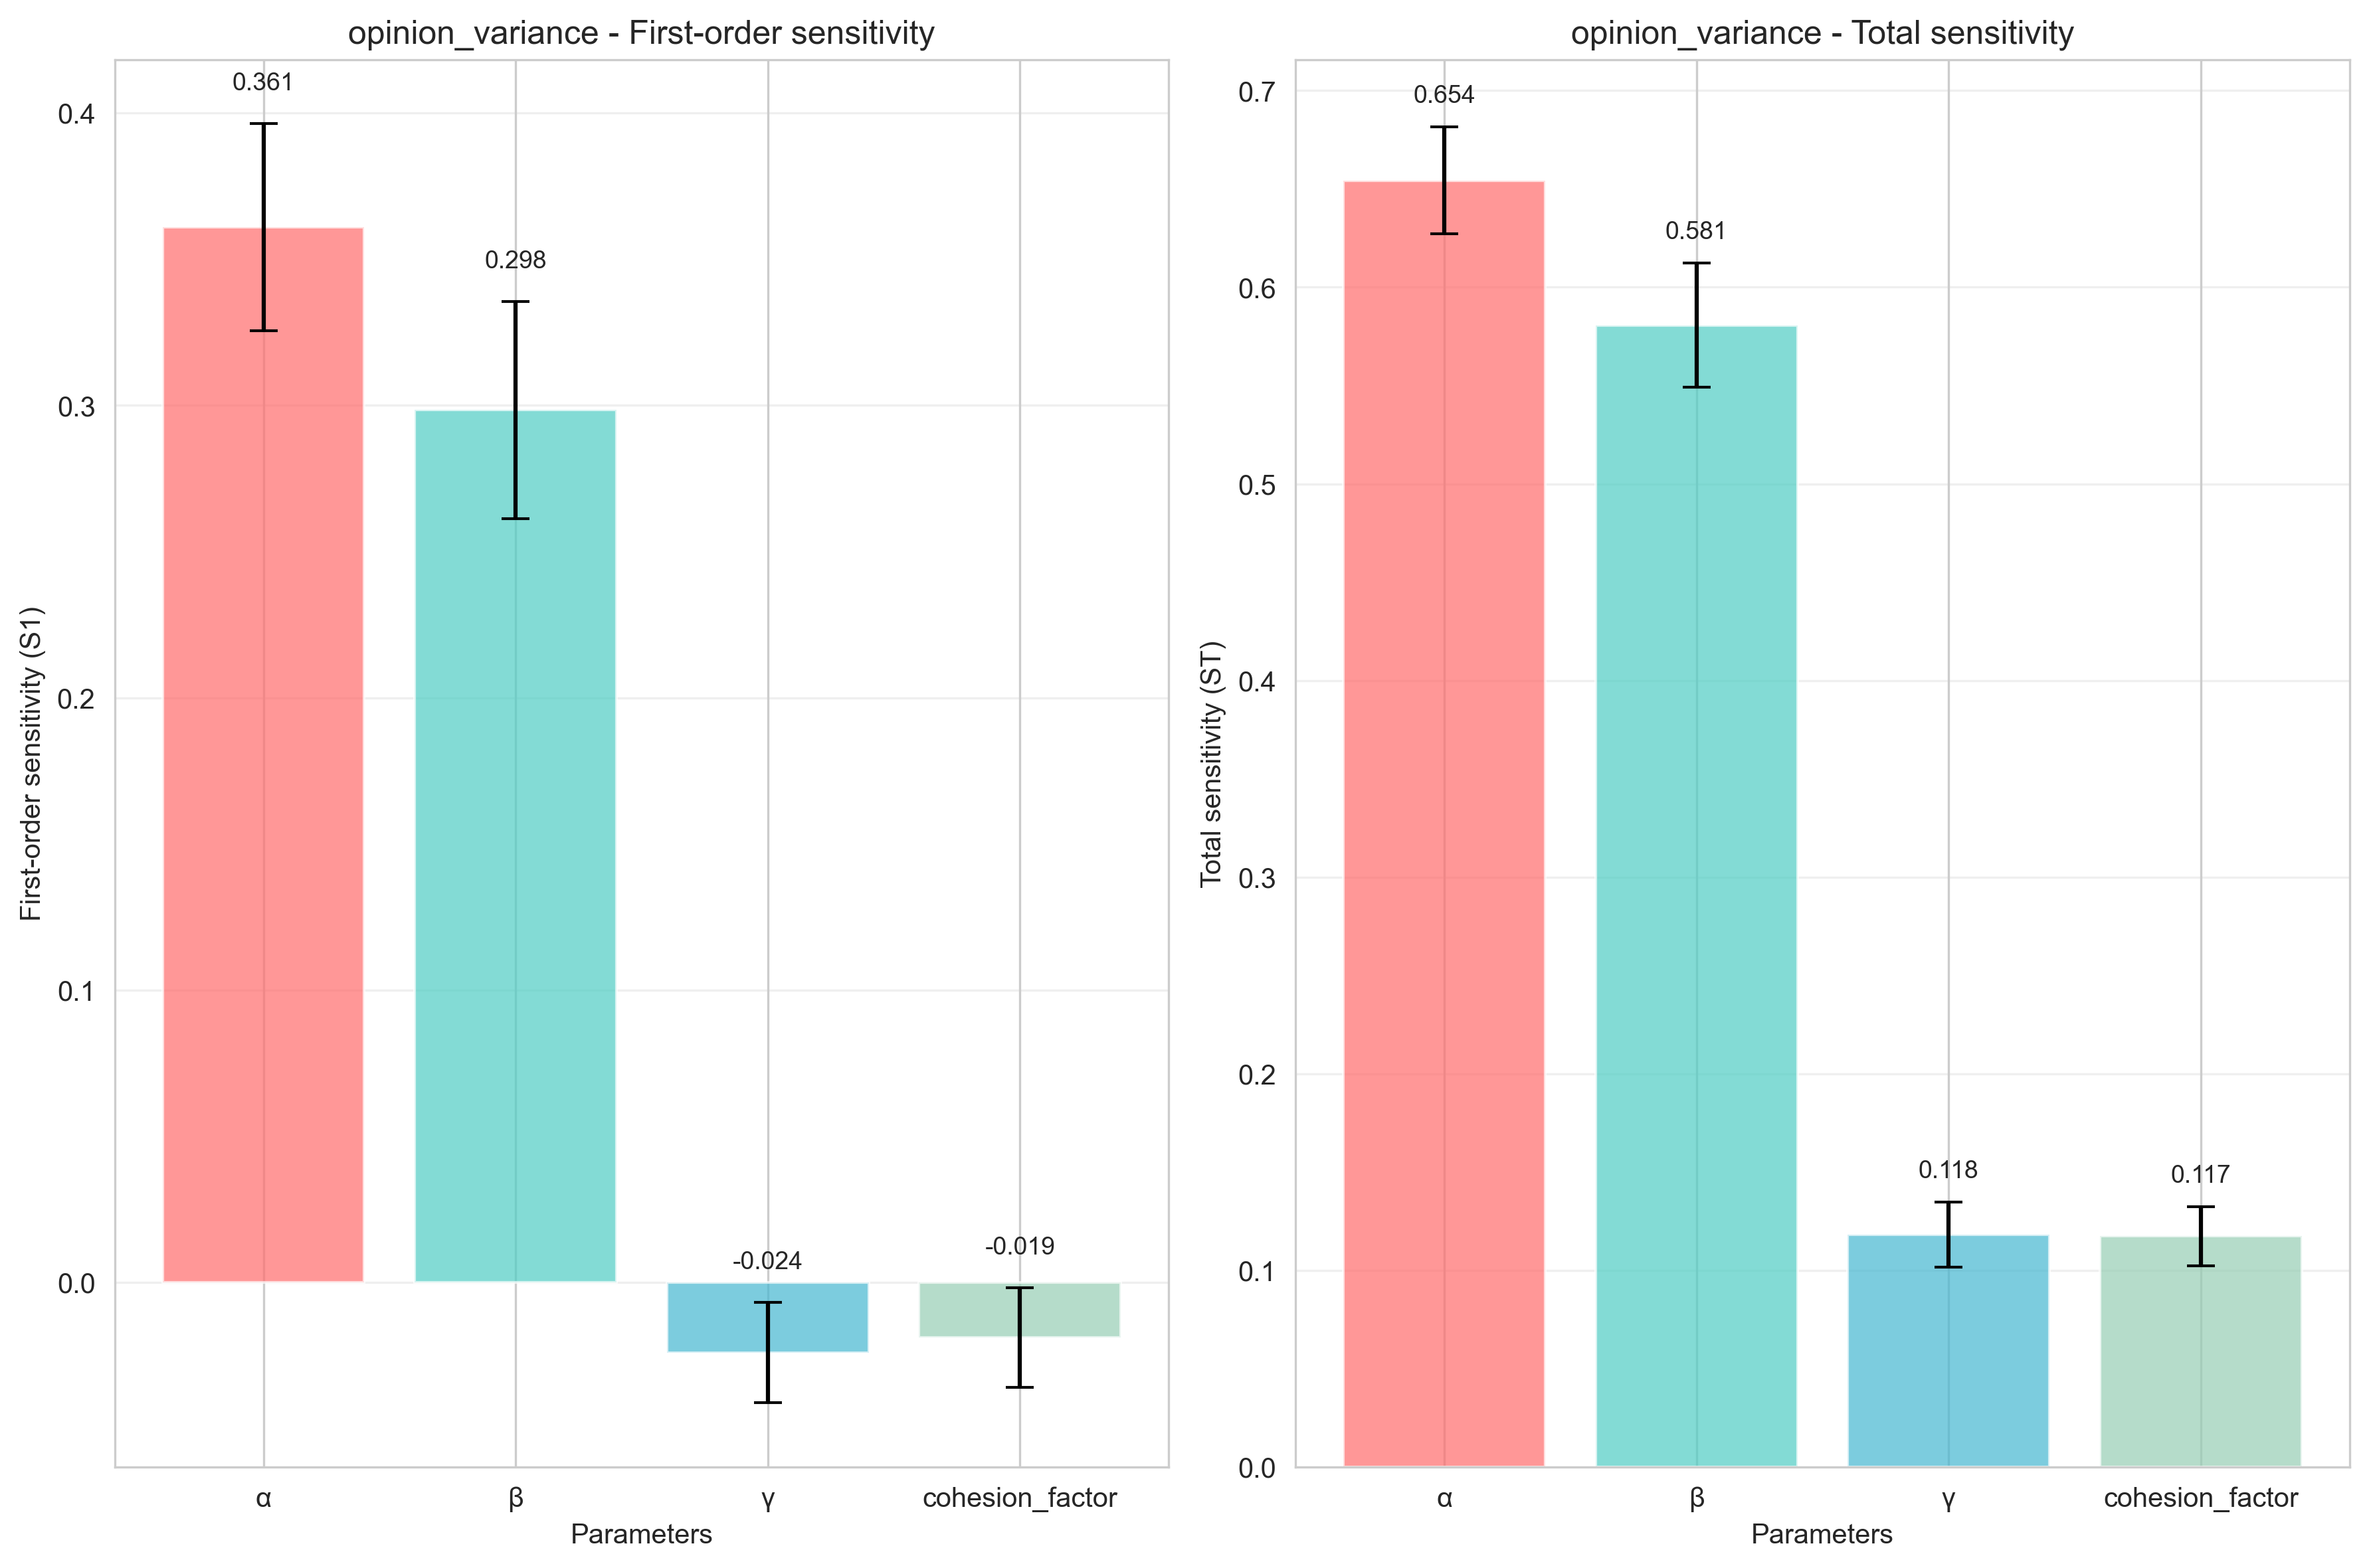 opinion_variance - First-order sensitivity
First-order sensitivity (S1)
0.4
0.3
0.2
0.1
0.0
0.361
0.298
-0.024
-0.019
α
β
γ
cohesion_factor
Parameters
opinion_variance - Total sensitivity
Total sensitivity (ST)
0.7
0.6
0.5
0.4
0.3
0.2
0.1
0.0
0.654
0.581
0.118
0.117
α
β
γ
cohesion_factor
Parameters